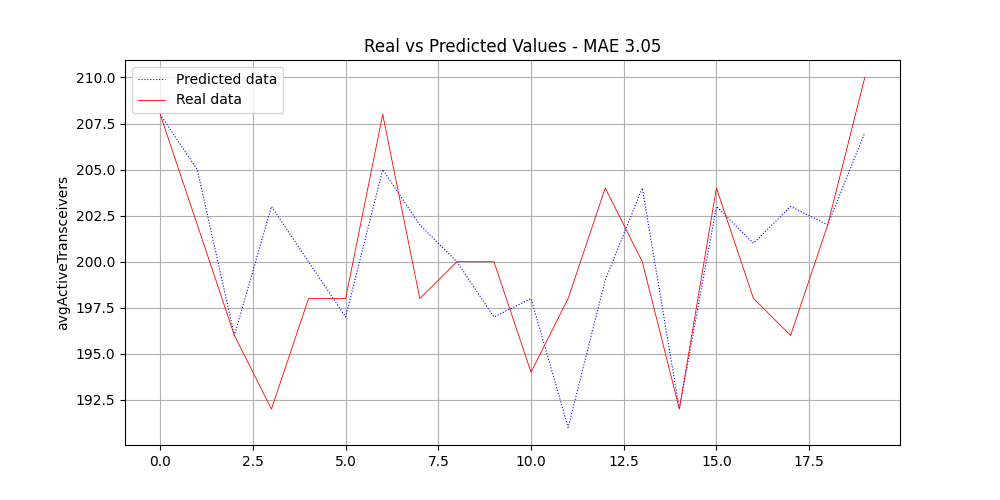 Real vs Predicted Values - MAE 3.05
Predicted data
Real data
avgActiveTransceivers
210.0
207.5
205.0
202.5
200.0
197.5
195.0
192.5
0.0 2.5 5.0 7.5 10.0 12.5 15.0 17.5